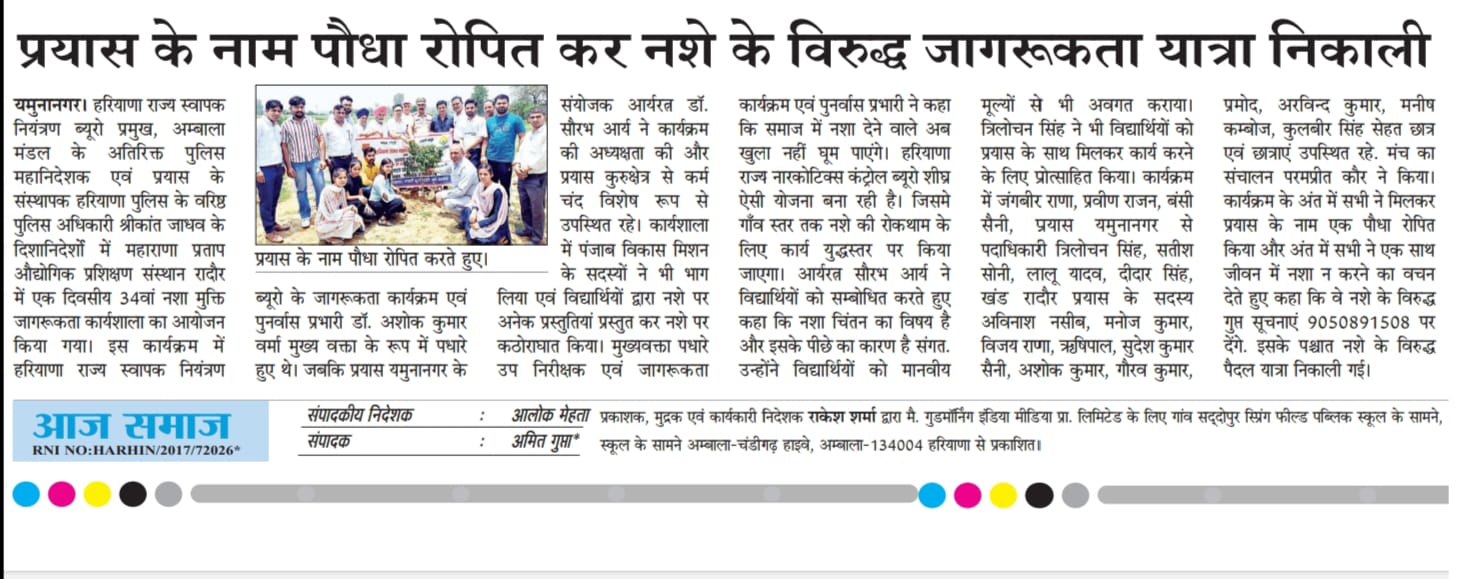 प्रयास के नाम पौधा रोपित कर नशे के विरुद्ध जागरूकता यात्रा निकाली
यमुनानगर। हरियाणा राज्य स्वापक
नियंत्रण ब्यूरो प्रमुख, अम्बाला
मंडल के अतिरिक्त पुलिस
महानिदेशक एवं प्रयास के
संस्थापक हरियाणा पुलिस के वरिष्ठ
पुलिस अधिकारी श्रीकांत जाधव के
दिशानिदेर्शों में महाराणा प्रताप
औद्योगिक प्रशिक्षण संस्थान रादौर
में एक दिवसीय 34वां नशा मुक्ति
जागरूकता कार्यशाला का आयोजन
किया गया। इस कार्यक्रम में
हरियाणा राज्य स्वापक नियंत्रण
प्रयास के नाम पौधा रोपित करते हुए।
ब्यूरो के जागरूकता कार्यक्रम एवं
पुनर्वास प्रभारी डॉ. अशोक कुमार
वर्मा मुख्य वक्ता के रूप में पधारे
हुए थे। जबकि प्रयास यमुनानगर के
संयोजक आर्यरत्न डॉ.
सौरभ आर्य ने कार्यक्रम
की अध्यक्षता की और
प्रयास कुरुक्षेत्र से कर्म
चंद विशेष रूप से
उपस्थित रहे। कार्यशाला
में पंजाब विकास मिशन
के सदस्यों ने भी भाग
लिया एवं विद्यार्थियों द्वारा नशे पर
अनेक प्रस्तुतियां प्रस्तुत कर नशे पर
कठोराघात किया। मुख्यवक्ता पधारे
उप निरीक्षक एवं जागरूकता
कार्यक्रम एवं पुनर्वास प्रभारी ने कहा
कि समाज में नशा देने वाले अब
खुला नहीं घूम पाएंगे। हरियाणा
राज्य नारकोटिक्स कंट्रोल ब्यूरो शीघ्र
ऐसी योजना बना रही है। जिसमे
गाँव स्तर तक नशे की रोकथाम के
लिए कार्य युद्धस्तर पर किया
जाएगा। आर्यरत्न सौरभ आर्य ने
विद्यार्थियों को सम्बोधित करते हुए
कहा कि नशा चिंतन का विषय है
और इसके पीछे का कारण है संगत.
उन्होंने विद्यार्थियों को मानवीय
मूल्यों से भी अवगत कराया।
त्रिलोचन सिंह ने भी विद्यार्थियों को
प्रयास के साथ मिलकर कार्य करने
के लिए प्रोत्साहित किया। कार्यक्रम
में जंगबीर राणा, प्रवीण राजन, बंसी
सैनी, प्रयास यमुनानगर से
पदाधिकारी त्रिलोचन सिंह, सतीश
सोनी, लालू यादव, दीदार सिंह,
खंड रादौर प्रयास के सदस्य
अविनाश नसीब, मनोज कुमार,
विजय राणा, ऋषिपाल, सुदेश कुमार
सैनी, अशोक कुमार, गौरव कुमार,
प्रमोद, अरविन्द कुमार, मनीष
कम्बोज, कुलबीर सिंह सेहत छात्र
एवं छात्राएं उपस्थित रहे. मंच का
संचालन परमप्रीत कौर ने किया।
कार्यक्रम के अंत में सभी ने मिलकर
प्रयास के नाम एक पौधा रोपित
किया और अंत में सभी ने एक साथ
जीवन में नशा न करने का वचन
देते हुए कहा कि वे नशे के विरुद्ध
गुप्त सूचनाएं 9050891508 पर
देंगे. इसके पश्चात नशे के विरुद्ध
पैदल यात्रा निकाली गई।
आज समाज
RNI NO:HARHIN/2017/72026*
संपादकीय निदेशक : आलोक मेहता
संपादक : अमित गुप्ता*
प्रकाशक, मुद्रक एवं कार्यकारी निदेशक राकेश शर्मा द्वारा मै. गुडमॉर्निंग इंडिया मीडिया प्रा. लिमिटेड के लिए गांव सद्दोपुर स्प्रिंग फील्ड पब्लिक स्कूल के सामने,
स्कूल के सामने अम्बाला-चंडीगढ़ हाइवे, अम्बाला-134004 हरियाणा से प्रकाशित॥